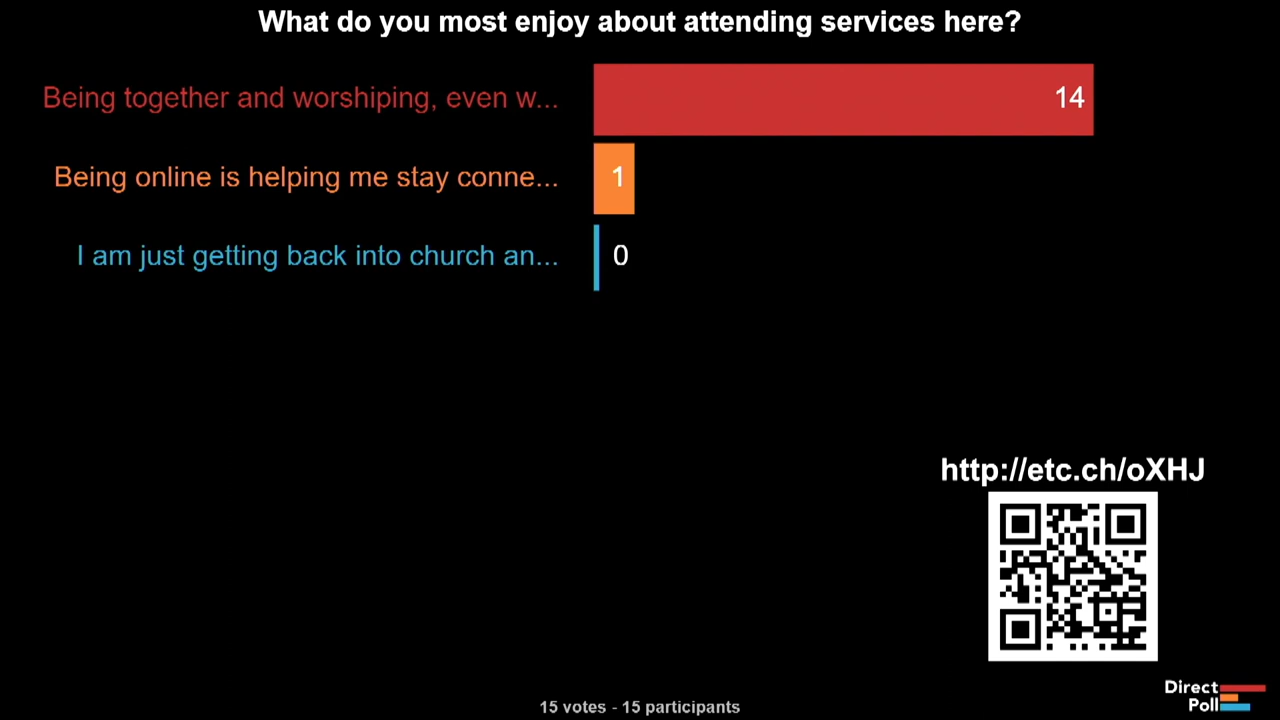 What do you most enjoy about attending services here?
Being together and worshiping, even w...
14
Being online is helping me stay conne...
1
I am just getting back into church an...
0
http://etc.ch/oXHJ
Direct
Poll
15 votes - 15 participants